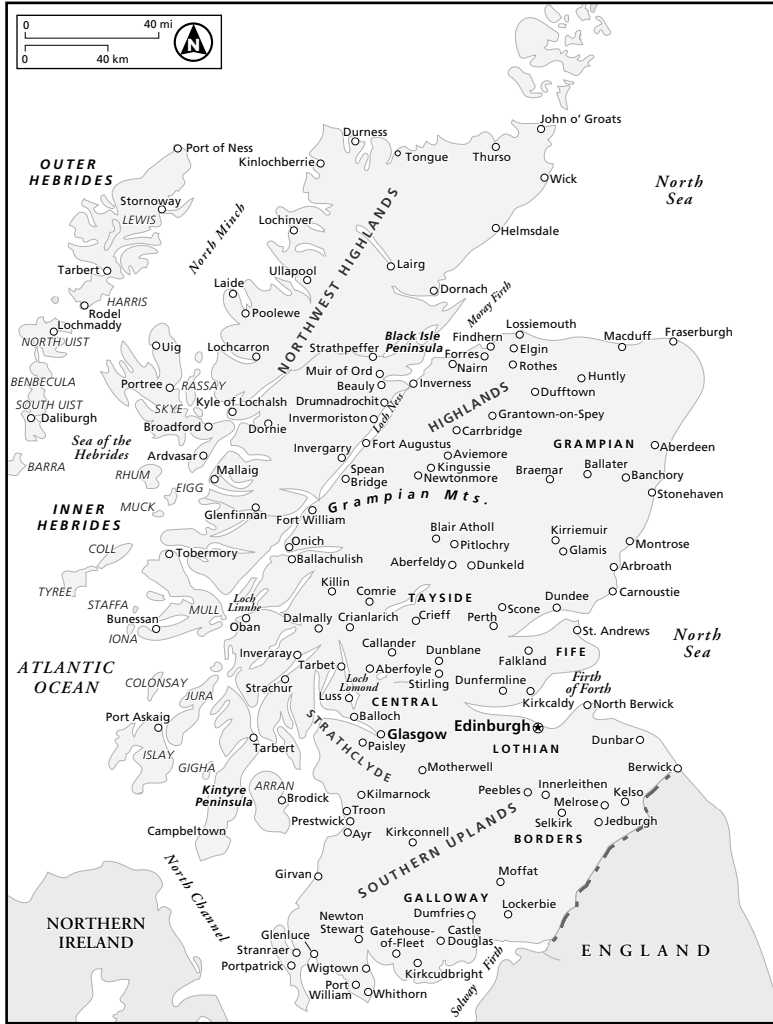 0 40 mi
0 40 km
N
John o' Groats
Durness
Port of Ness
Tongue
Thurso
Kinlochberrie
OUTER
HEBRIDES
Wick
North
Sea
Stornoway
LEWIS
North Minch
Lochinver
Helmsdale
NORTHWEST HIGHLANDS
Tarbert
Lairg
Ullapool
Laide
Dornach
HARRIS
Rodel
Poolewe
Moray Firth
Lochmaddy
NORTH UIST
Lossiemouth
Black Isle
Peninsula
Findhern
Macduff
Fraserburgh
Uig
Lochcarron
Strathpeffer
Forres
Elgin
Nairn
Rothes
Muir of Ord
BENBECULA
Portree
RASSAY
Beauly
Inverness
Huntly
Dufftown
SOUTH UIST
SKYE
Kyle of Lochalsh
Drumnadrochit
Loch Ness
HIGHLANDS
Daliburgh
Invermoriston
Grantown-on-Spey
Broadford
Dornie
Carrbridge
Sea of the
Hebrides
Fort Augustus
GRAMPIAN
Aberdeen
Ardvasar
Invergarry
Aviemore
BARRA
RHUM
Mallaig
Spean
Bridge
Kingussie
Newtonmore
Braemar
Ballater
Banchory
EIGG
Stonehaven
Grampian Mts.
MUCK
INNER
HEBRIDES
Glenfinnan
Fort William
Blair Atholl
Kirriemuir
COLL
Onich
Pitlochry
Glamis
Montrose
Tobermory
Ballachulish
Aberfeldy
Dunkeld
Arbroath
TYREE
Killin
Comrie
TAYSIDE
Dundee
Carnoustie
STAFFA
MULL
Loch
Linnhe
Scone
Bunessan
Oban
Dalmally
Crianlarich
Crieff
Perth
IONA
St. Andrews
North
Sea
Callander
Dunblane
FIFE
Inveraray
Falkland
ATLANTIC
OCEAN
Tarbet
Aberfoyle
Stirling
Dunfermline
COLONSAY
JURA
Strachur
Loch
Lomond
Firth
of Forth
Luss
CENTRAL
Kirkcaldy
North Berwick
Port Askaig
Balloch
STRATHCLYDE
Edinburgh
Glasgow
Paisley
LOTHIAN
Dunbar
Tarbert
ISLAY
GIGHA
Motherwell
Berwick
Kintyre
Peninsula
ARRAN
Brodick
Kilmarnock
Peebles
Innerleithen
Kelso
Melrose
Troon
Prestwick
Selkirk
Jedburgh
Campbeltown
Ayr
Kirkconnell
SOUTHERN UPLANDS
BORDERS
North Channel
Girvan
Moffat
GALLOWAY
Lockerbie
Newton
Stewart
Dumfries
NORTHERN
IRELAND
Glenluce
Gatehouse-
of-Fleet
Castle
Douglas
ENGLAND
Stranraer
Portpatrick
Wigtown
Kirkcudbright
Solway Firth
Port
William
Whithorn